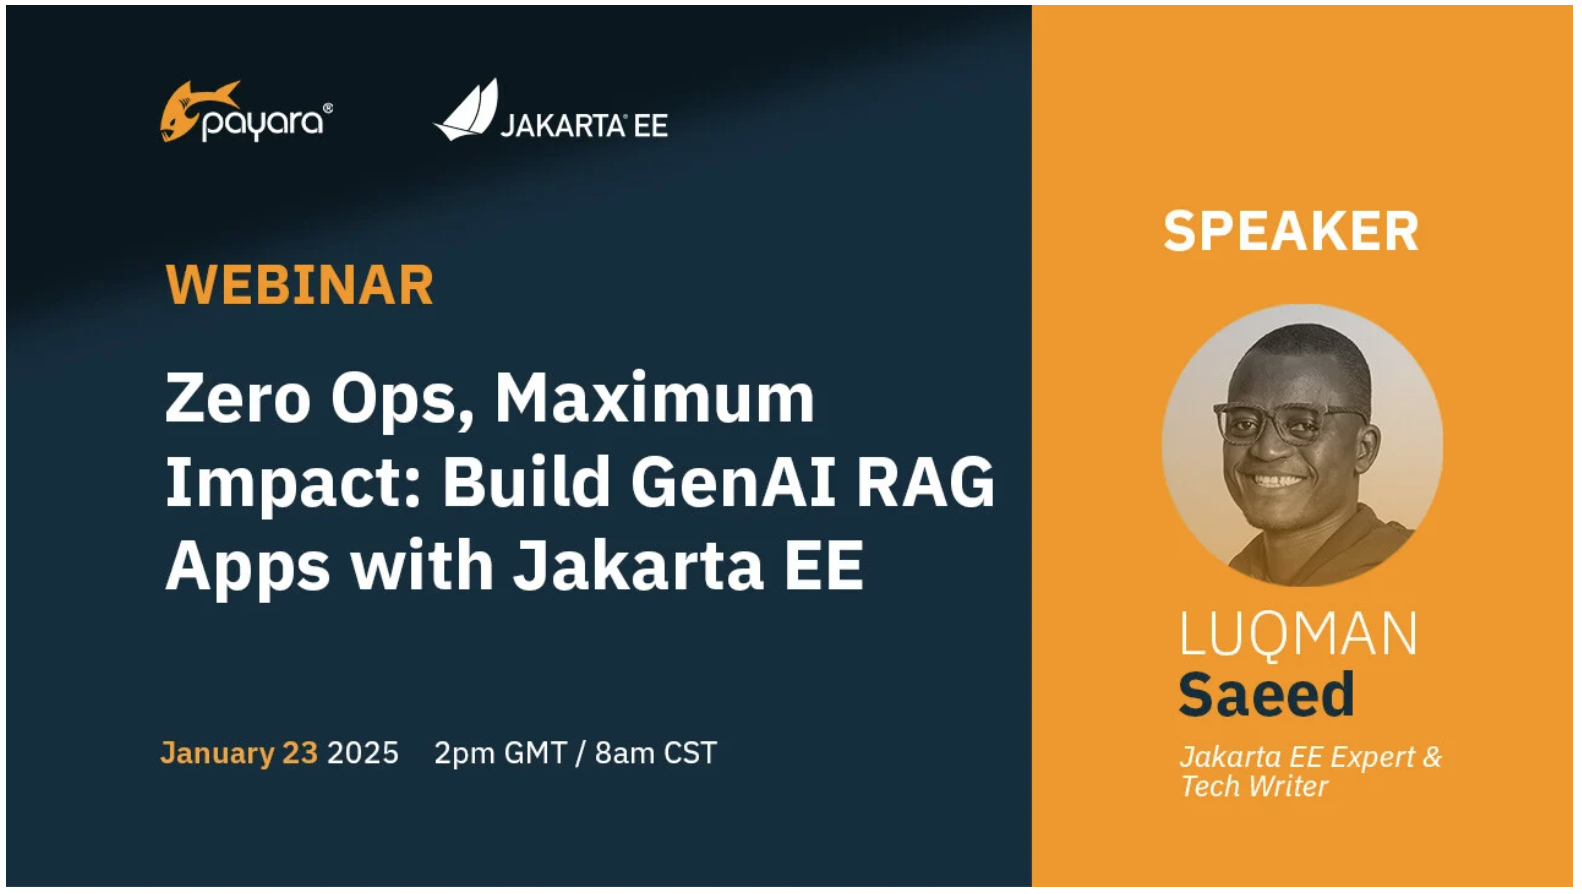 payara®
JAKARTA® EE
WEBINAR
Zero Ops, Maximum
Impact: Build GenAI RAG
Apps with Jakarta EE
January 23 2025 2pm GMT / 8am CST
SPEAKER
LUQMAN
Saeed
Jakarta EE Expert &
Tech Writer